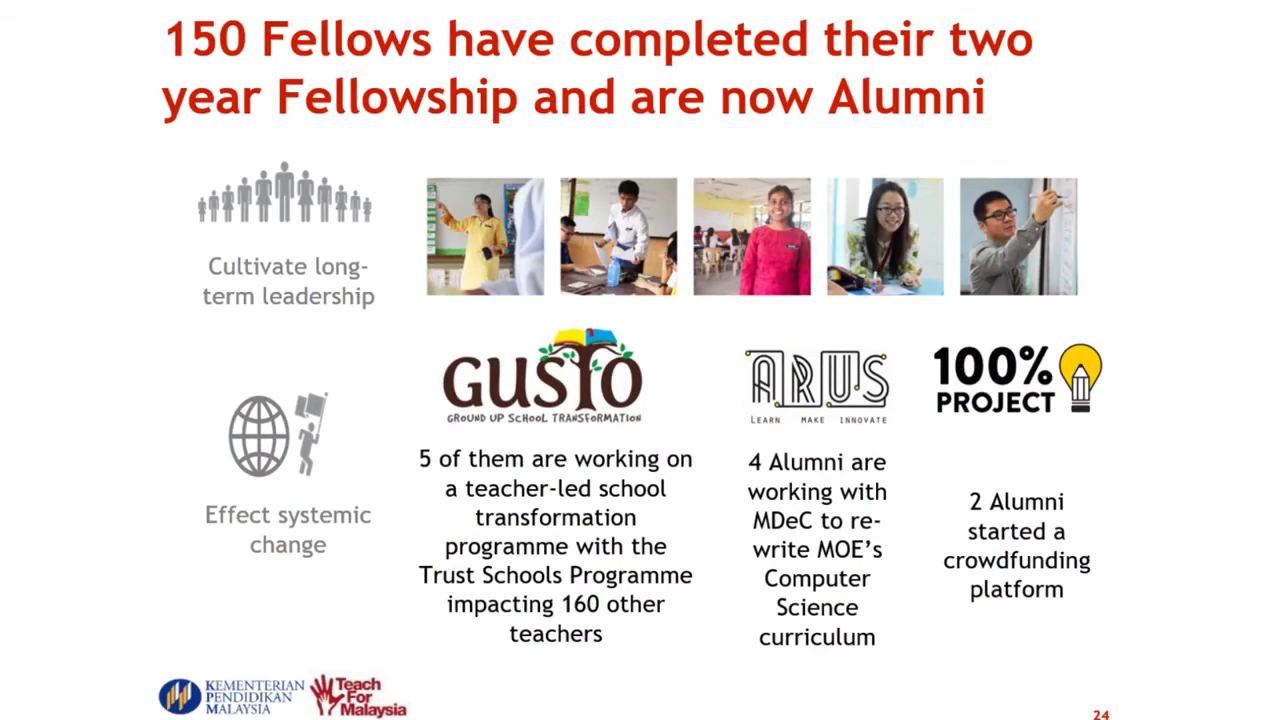 150 Fellows have completed their two
year Fellowship and are now Alumni
Cultivate long-
term leadership
GUSTO
GROUND UP SCHOOL TRANSFORMATION
ARUS
LEARN MAKE INNOVATE
100%
PROJECT
Effect systemic
change
5 of them are working on
a teacher-led school
transformation
programme with the
Trust Schools Programme
impacting 160 other
teachers
4 Alumni are
working with
MDeC to re-
write MOE's
Computer
Science
curriculum
2 Alumni
started a
crowdfunding
platform
KEMENTERIAN
PENDIDIKAN
MALAYSIA
Teach
For
Malaysia
24